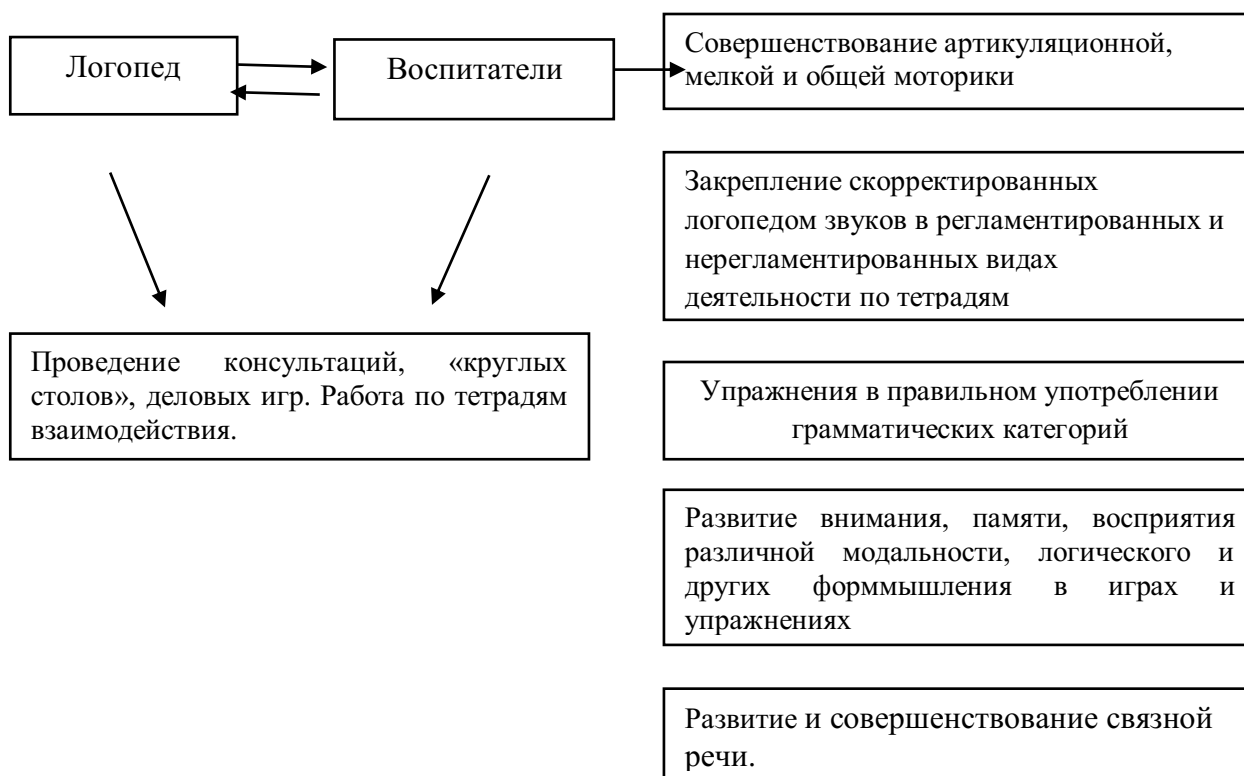 Логопед
Воспитатели
Совершенствование артикуляционной,
мелкой и общей моторики
Закрепление скорректированных
логопедом звуков в регламентированных и
нерегламентированных видах
деятельности по тетрадям
Проведение консультаций, «круглых
столов», деловых игр. Работа по тетрадям
взаимодействия.
Упражнения в правильном употреблении
грамматических категорий
Развитие внимания, памяти, восприятия
различной модальности, логического и
других форммышления в играх и
упражнениях
Развитие и совершенствование связной
речи.